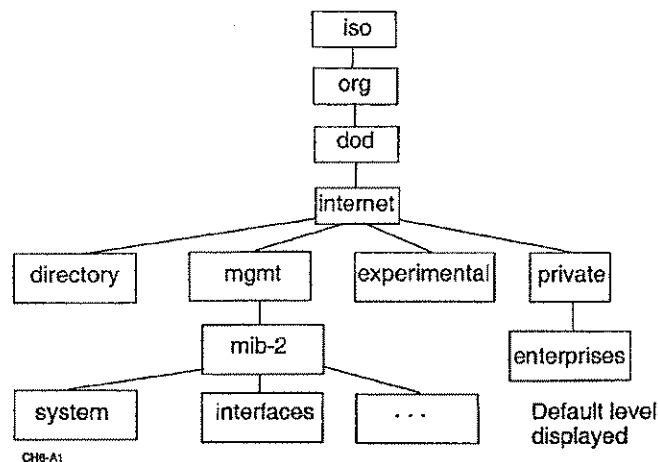 iso
org
dod
internet
directory
mgmt
experimental
private
mib-2
enterprises
system
interfaces
...
Default level
displayed
CH6-A1